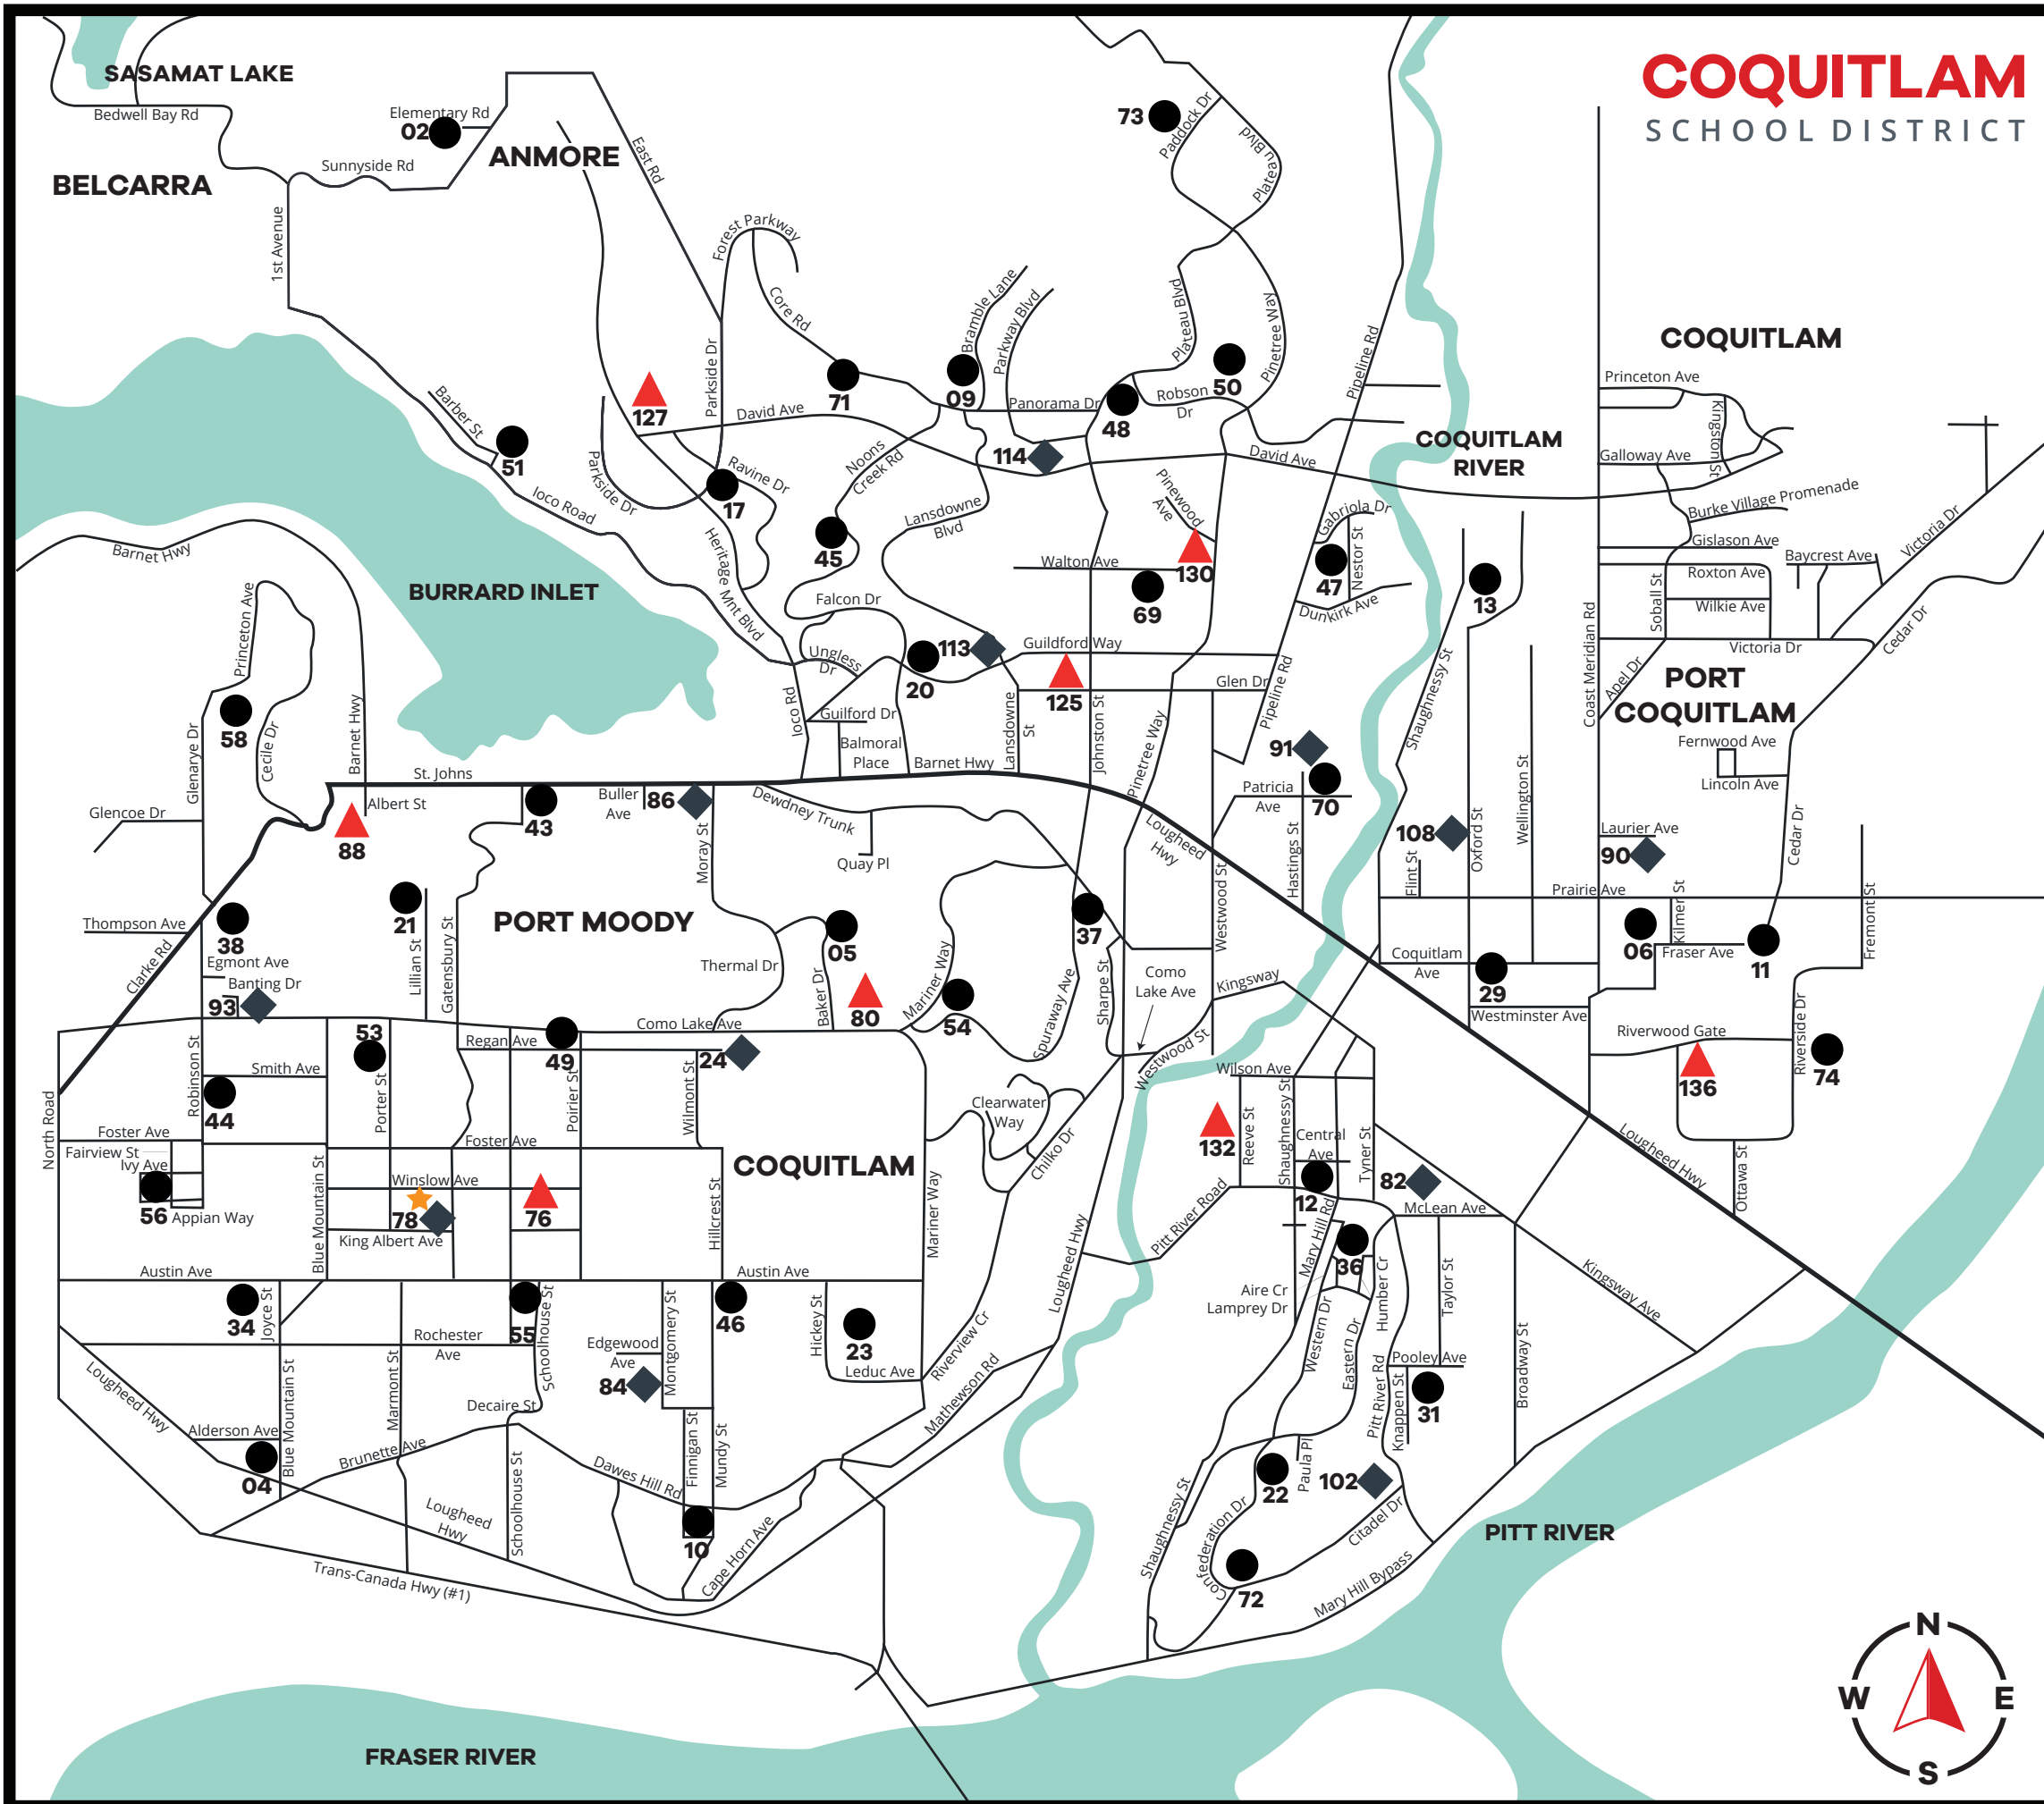 COQUITLAM
SCHOOL DISTRICT
SASAMAT LAKE
Bedwell Bay Rd
BELCARRA
Elementary Rd
02
ANMORE
Sunnyside Rd
East Rd
1st Avenue
73
Paddock Dr
Plateau Blvd
Forest Parkway
Core Rd
Bramble Lane
Parkway Blvd
Plateau Blvd
Pinetree Way
Pipeline Rd
COQUITLAM
Princeton Ave
Kingston St
Barber St
51
Ioco Road
127
Parkside Dr
David Ave
71
09
Panorama Dr
48
Robson
Dr
50
COQUITLAM
RIVER
Galloway Ave
Burke Village Promenade
Victoria Dr
Parkside Dr
17
Ravine Dr
Noons
Creek Rd
114
David Ave
Pinewood
Ave
Gabriola Dr
Gislason Ave
Baycrest Ave
Lansdowne
Blvd
45
Heritage Mnt Blvd
Walton Ave
130
69
47
Nestor St
Dunkirk Ave
13
Roxton Ave
Soball St
Wilkie Ave
Coast Meridian Rd
Cedar Dr
Barnet Hwy
BURRARD INLET
Falcon Dr
Ungless
Dr
20
113
Guildford Way
125
Glen Dr
Pipeline Rd
Shaughnessy St
Victoria Dr
Apel Dr
PORT
COQUITLAM
Princeton Ave
58
Glenayre Dr
Cecile Dr
Barnet Hwy
Ioco Rd
Guilford Dr
Balmoral
Place
Barnet Hwy
Lansdowne
St
Johnston St
Pinetree Way
91
Fernwood Ave
Lincoln Ave
St. Johns
Glencoe Dr
Albert St
88
43
Buller
Ave
86
Moray St
Dewdney Trunk
Quay Pl
Lougheed
Hwy
Patricia
Ave
70
Hastings St
108
Flint St
Oxford St
Wellington St
Laurier Ave
90
Cedar Dr
Prairie Ave
Thompson Ave
Clarke Rd
38
Egmont Ave
Banting Dr
93
21
Lillian St
Gatensbury St
PORT MOODY
Thermal Dr
05
Baker Dr
80
Mariner Way
54
37
Spuraway Ave
Sharpe St
Como
Lake Ave
Westwood St
Kingsway
Westwood St
Coquitlam
Ave
29
Westminster Ave
06
Kilmer St
Fraser Ave
11
Fremont St
Riverwood Gate
136
Riverside Dr
74
Como Lake Ave
53
Regan Ave
49
24
Robinson St
Smith Ave
44
Porter St
Poirier St
Wilmont St
Clearwater
Way
Chilko Dr
Wilson Ave
132
Reeve St
Shaughnessy St
Central
Ave
Tyner St
12
82
McLean Ave
Lougheed Hwy
Ottawa St
North Road
Foster Ave
Fairview St
Ivy Ave
56
Appian Way
Foster Ave
Winslow Ave
78
King Albert Ave
76
Blue Mountain St
Hillcrest St
COQUITLAM
Mariner Way
Lougheed Hwy
Pitt River Road
Mary Hill Rd
36
Aire Cr
Lamprey Dr
Humber Cr
Taylor St
Kingsway Ave
Austin Ave
Austin Ave
34
Joyce St
Rochester
Ave
55
Schoolhouse St
Edgewood
Ave
84
Montgomery St
46
Hickey St
23
Leduc Ave
Riverview Cr
Mathewson Rd
Western Dr
Eastern Dr
Pitt River Rd
Pooley Ave
Knappen St
31
Broadway St
Lougheed Hwy
Alderson Ave
04
Blue Mountain St
Marmont St
Brunette Ave
Decaire St
Schoolhouse St
Lougheed
Hwy
Dawes Hill Rd
Finnigan St
Mundy St
10
Cape Horn Ave
Trans-Canada Hwy (#1)
22
Paula Pl
102
Citadel Dr
Shaughnessy St
Confederation Dr
72
Mary Hill Bypass
PITT RIVER
FRASER RIVER
N
W
E
S